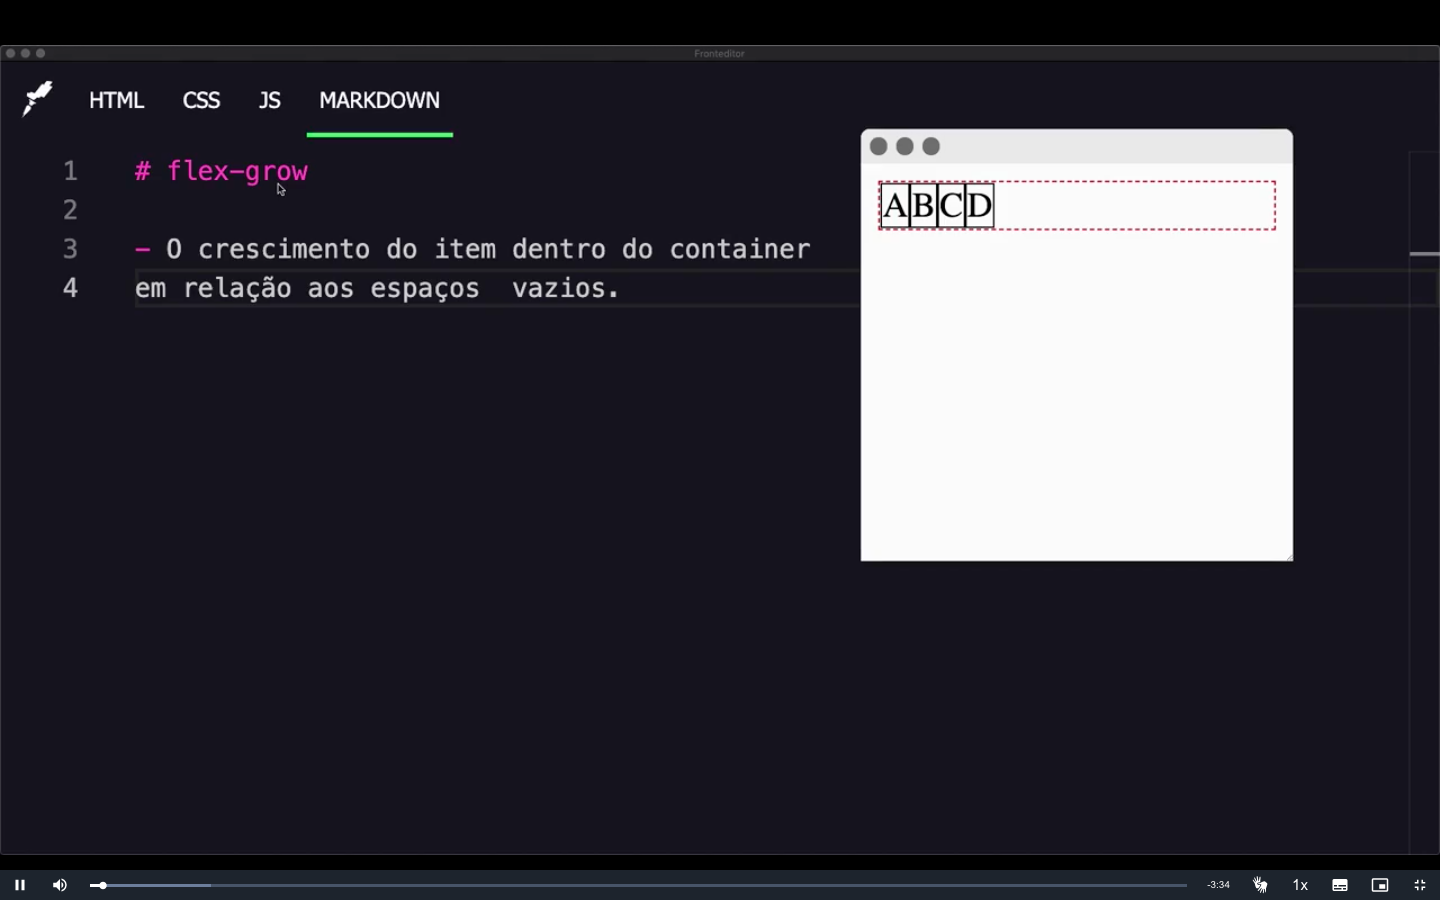 Fronteditor
HTML CSS JS MARKDOWN
1 # flex-grow
2
3 - O crescimento do item dentro do container
4 em relação aos espaços  vazios.
A B C D
-3:34
1x